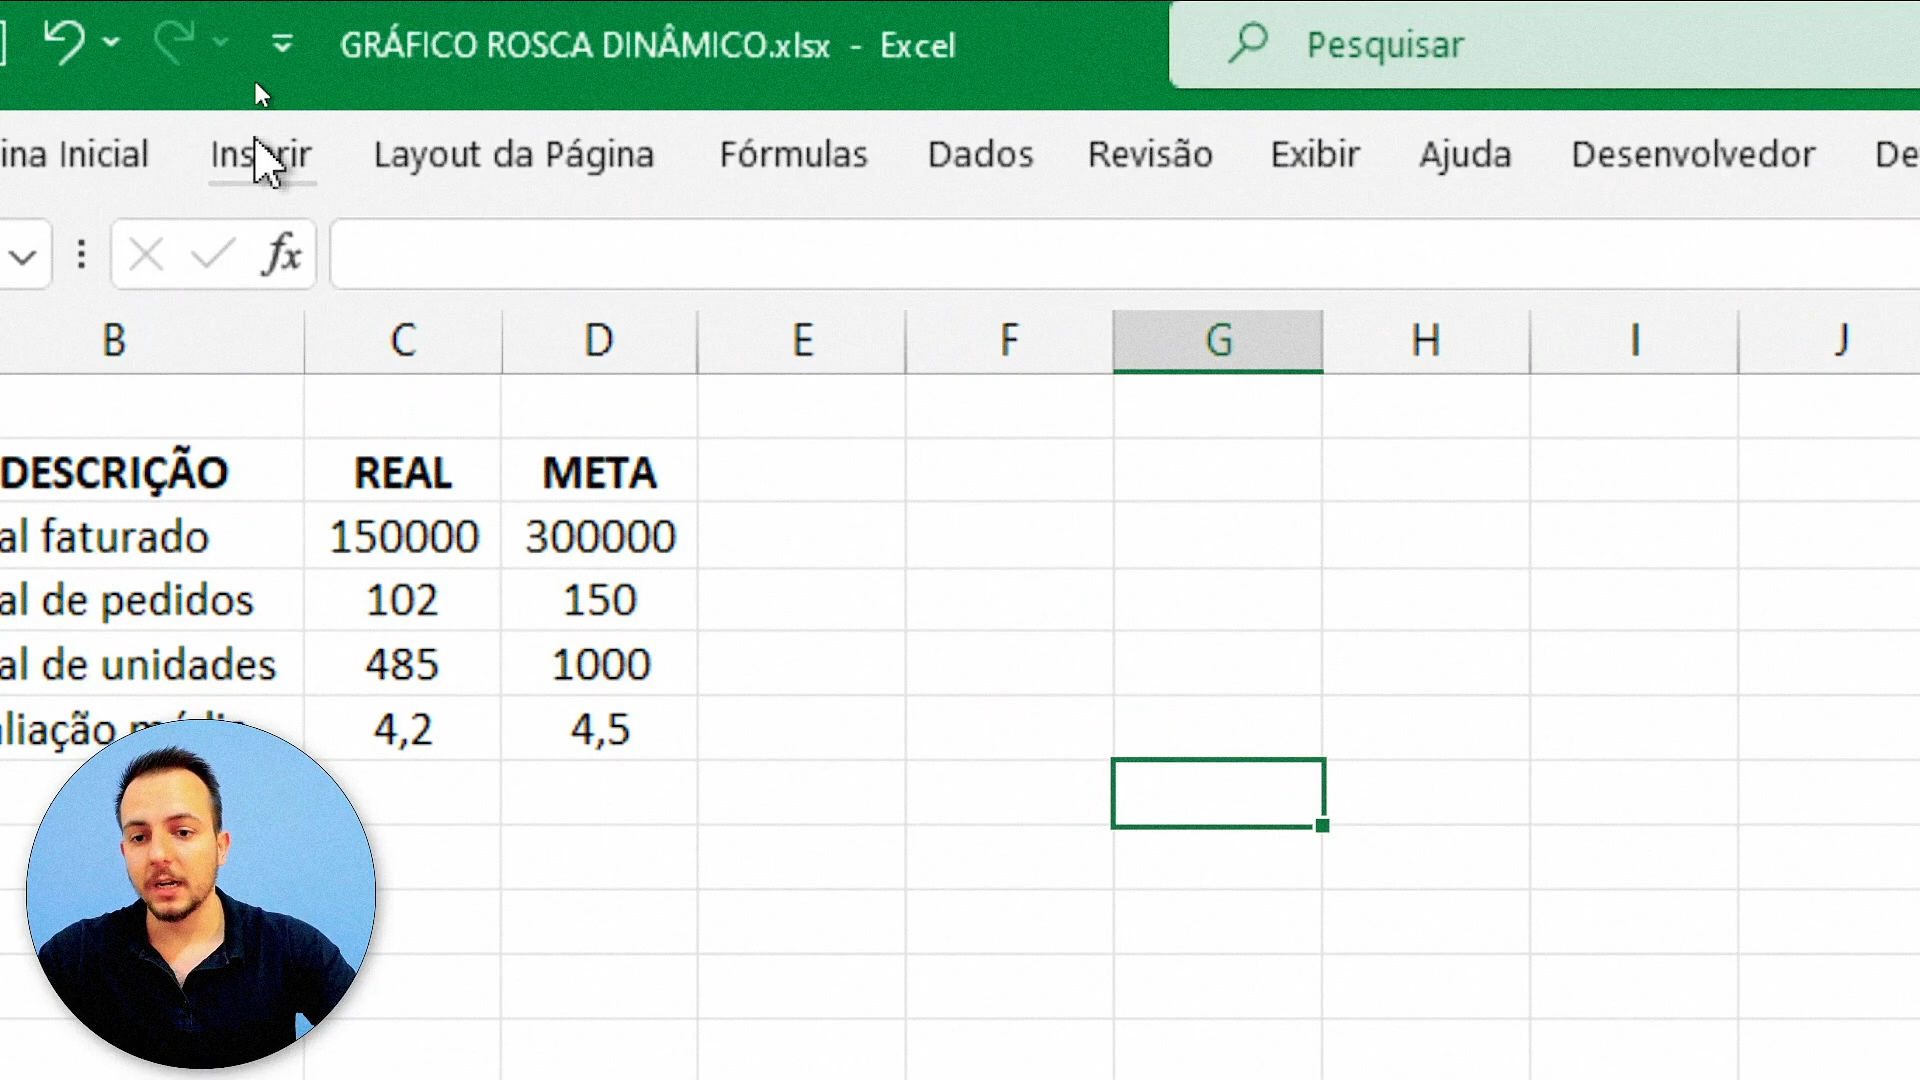 GRÁFICO ROSCA DINÂMICO.xlsx - Excel
Pesquisar
ina Inicial Inserir Layout da Página Fórmulas Dados Revisão Exibir Ajuda Desenvolvedor De
fx
B C D E F G H I J
DESCRIÇÃO REAL META
al faturado 150000 300000
al de pedidos 102 150
al de unidades 485 1000
liação média 4,2 4,5